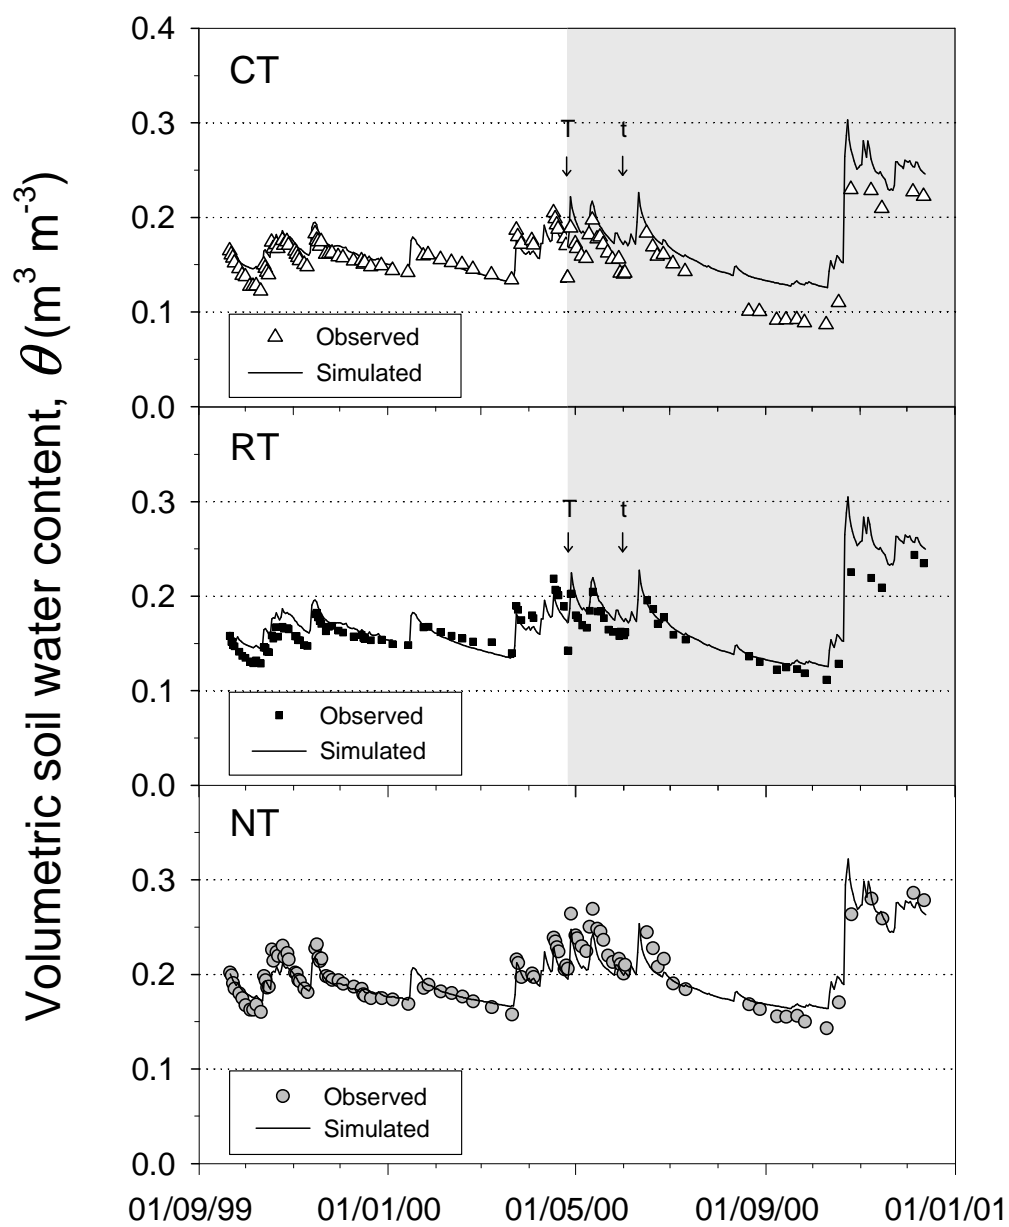 Volumetric soil water content, θ (m³ m⁻³)
0.4
CT
0.3
T t
0.2
0.1
Observed
Simulated
0.0
RT
0.3
T t
0.2
0.1
Observed
Simulated
0.0
NT
0.3
0.2
0.1
Observed
Simulated
0.0
01/09/99 01/01/00 01/05/00 01/09/00 01/01/01